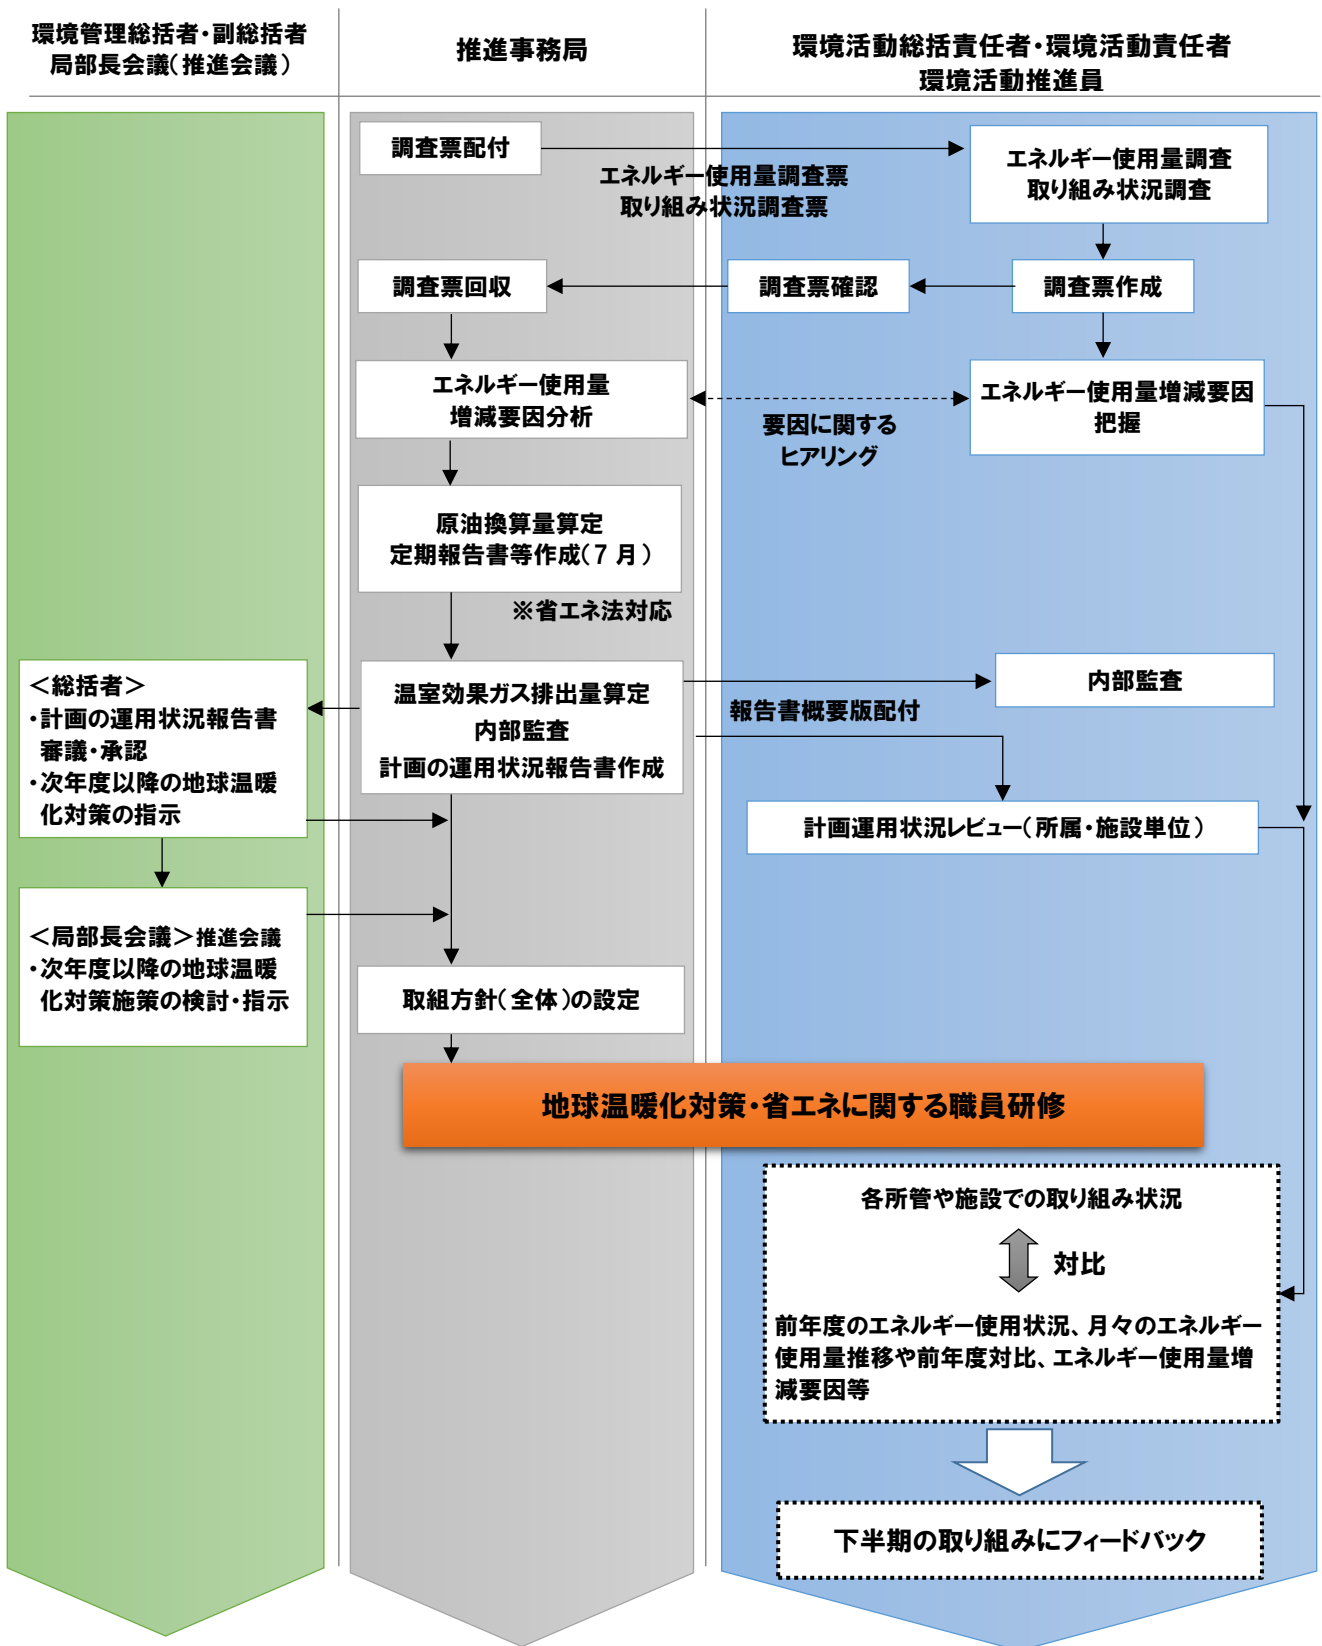 環境管理総括者・副総括者
局部長会議(推進会議)
推進事務局
環境活動総括責任者・環境活動責任者
環境活動推進員
調査票配付
エネルギー使用量調査票
取り組み状況調査票
エネルギー使用量調査
取り組み状況調査
調査票回収
調査票確認
調査票作成
エネルギー使用量
増減要因分析
要因に関する
ヒアリング
エネルギー使用量増減要因
把握
原油換算量算定
定期報告書等作成(7月)
※省エネ法対応
<総括者>
・計画の運用状況報告書
審議・承認
・次年度以降の地球温暖
化対策の指示
温室効果ガス排出量算定
内部監査
計画の運用状況報告書作成
内部監査
報告書概要版配付
計画運用状況レビュー(所属・施設単位)
<局部長会議>推進会議
・次年度以降の地球温暖
化対策施策の検討・指示
取組方針(全体)の設定
地球温暖化対策・省エネに関する職員研修
各所管や施設での取り組み状況
対比
前年度のエネルギー使用状況、月々のエネルギー
使用量推移や前年度対比、エネルギー使用量増
減要因等
下半期の取り組みにフィードバック